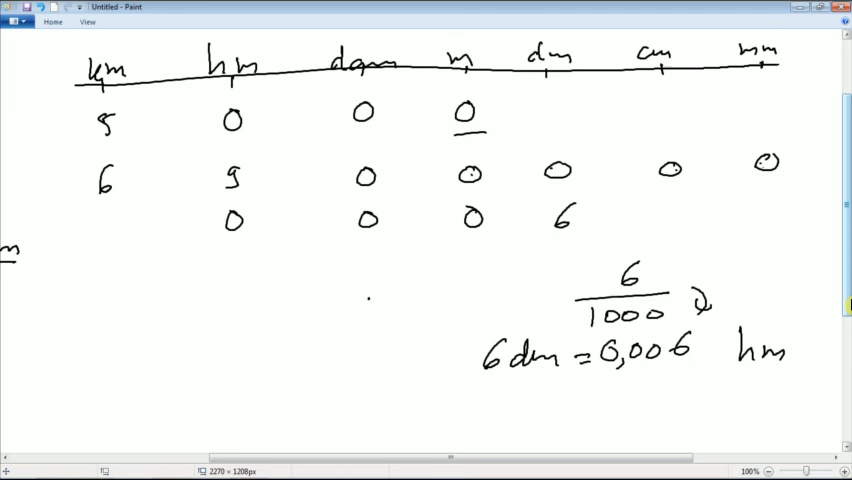 Untitled - Paint
Home View
km hm dam m dm cm mm
5 0 0 0
6 9 0 0 0 0 0
0 0 0 6
m
6
1000
6 dm = 0,006 hm
2270 × 1208px 100%